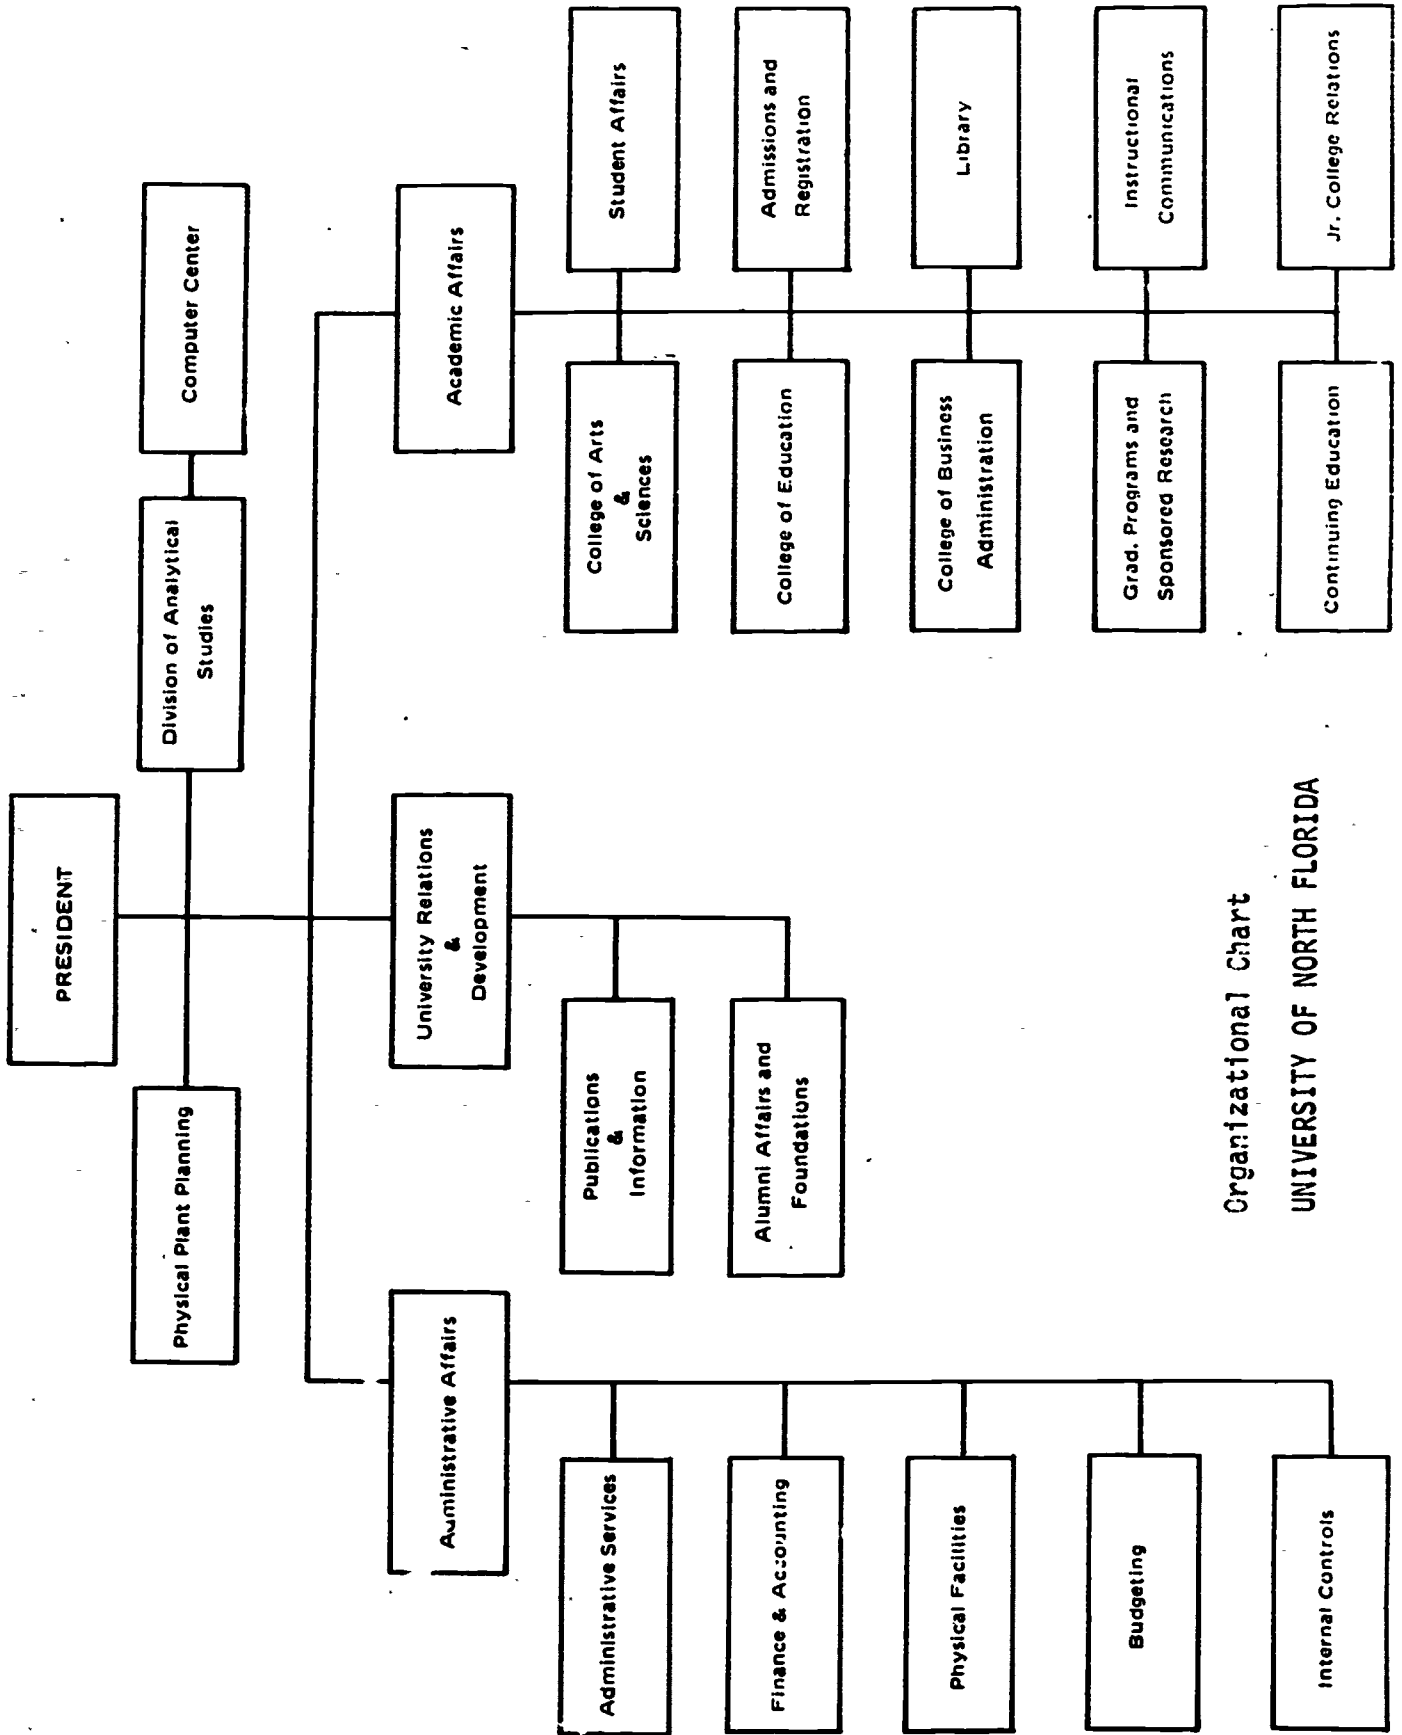 PRESIDENT
Physical Plant Planning
Division of Analytical
Studies
Computer Center
Administrative Affairs
University Relations
&
Development
Academic Affairs
Administrative Services
Finance & Accounting
Physical Facilities
Budgeting
Internal Controls
Publications
&
Information
Alumni Affairs and
Foundations
College of Arts
&
Sciences
Student Affairs
College of Education
Admissions and
Registration
College of Business
Administration
Library
Grad. Programs and
Sponsored Research
Instructional
Communications
Continuing Education
Jr. College Relations
Organizational Chart
UNIVERSITY OF NORTH FLORIDA